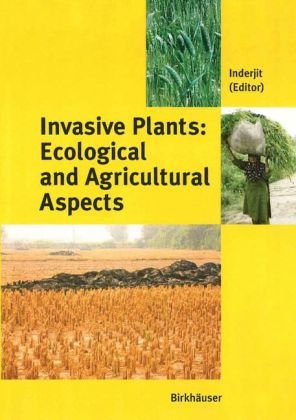 Inderjit
(Editor)
Invasive Plants:
Ecological
and Agricultural
Aspects
Birkhäuser